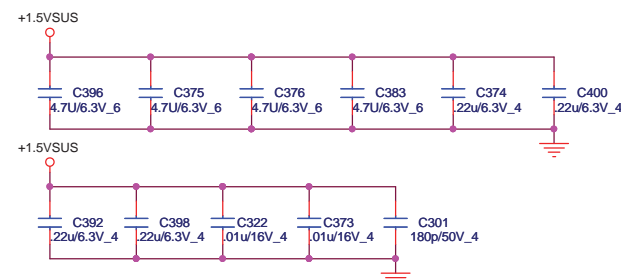 +1.5VSUS
C396 C375 C376 C383 C374 C400
4.7U/6.3V_6 4.7U/6.3V_6 4.7U/6.3V_6 4.7U/6.3V_6 .22u/6.3V_4 .22u/6.3V_4
+1.5VSUS
C392 C398 C322 C373 C301
.22u/6.3V_4 .22u/6.3V_4 .01u/16V_4 .01u/16V_4 180p/50V_4